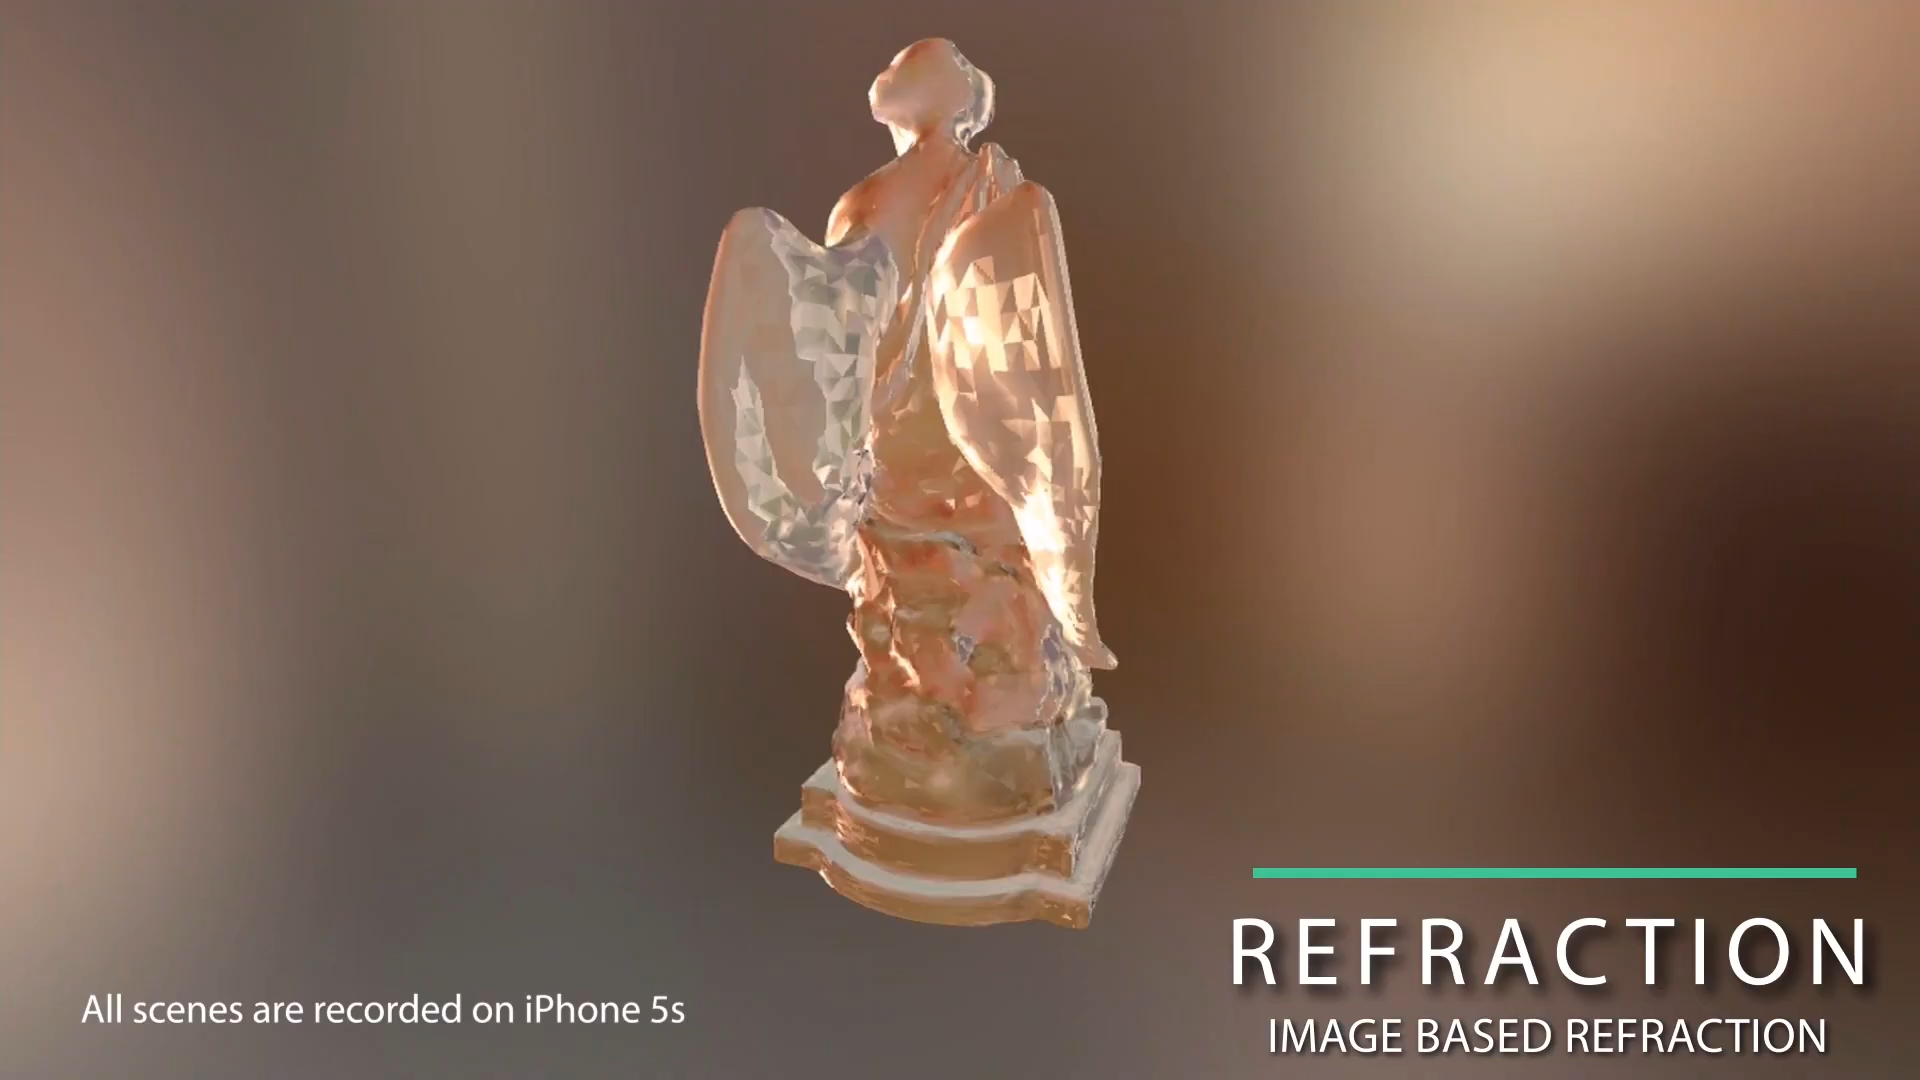 REFRACTION
IMAGE BASED REFRACTION
All scenes are recorded on iPhone 5s